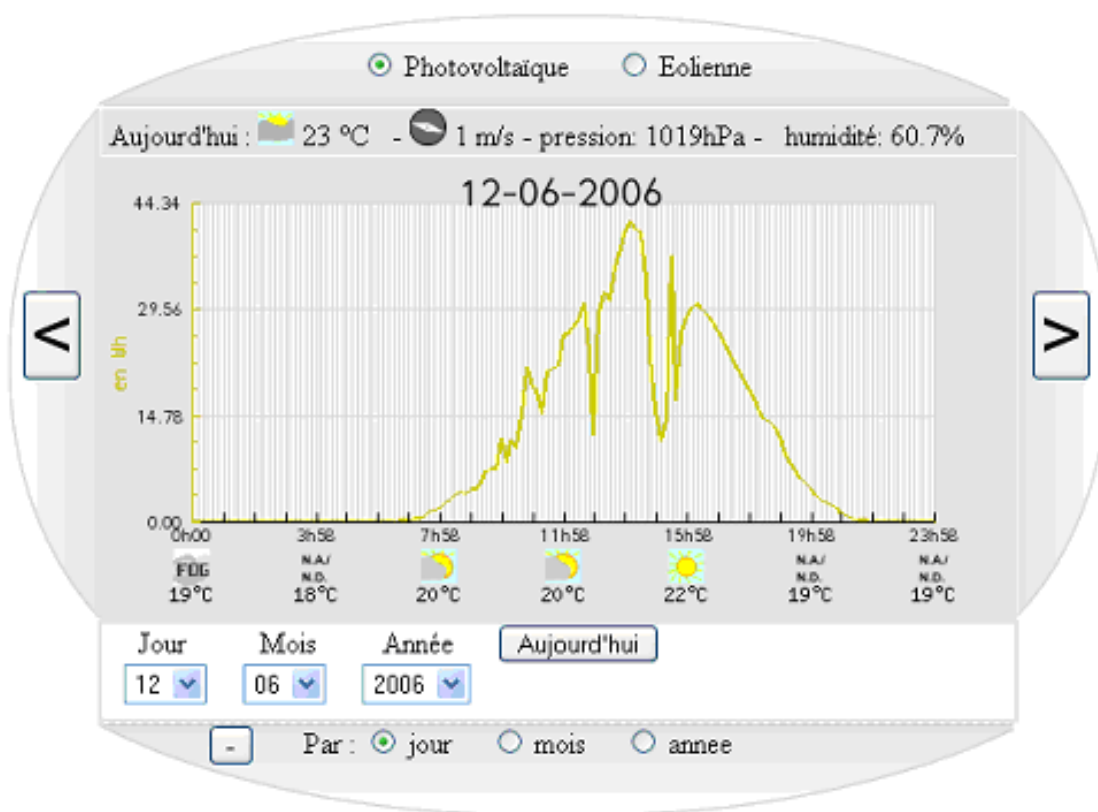 Photovoltaïque Eolienne
Aujourd'hui : 23 °C - 1 m/s - pression: 1019hPa - humidité: 60.7%
12-06-2006
44.34
29.56
en Wh
14.78
0.00
0h00 3h58 7h58 11h58 15h58 19h58 23h58
FOG N.A./ N.A./ N.A./
N.D. N.D. N.D.
19°C 18°C 20°C 20°C 22°C 19°C 19°C
< >
Jour Mois Année Aujourd'hui
12 06 2006
- Par : jour mois annee